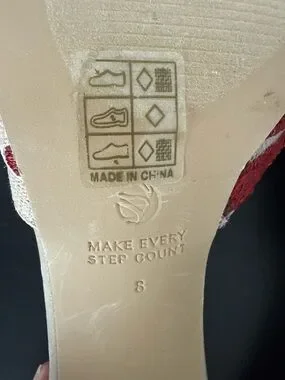 MADE IN CHINA
MAKE EVERY
STEP COUNT
8